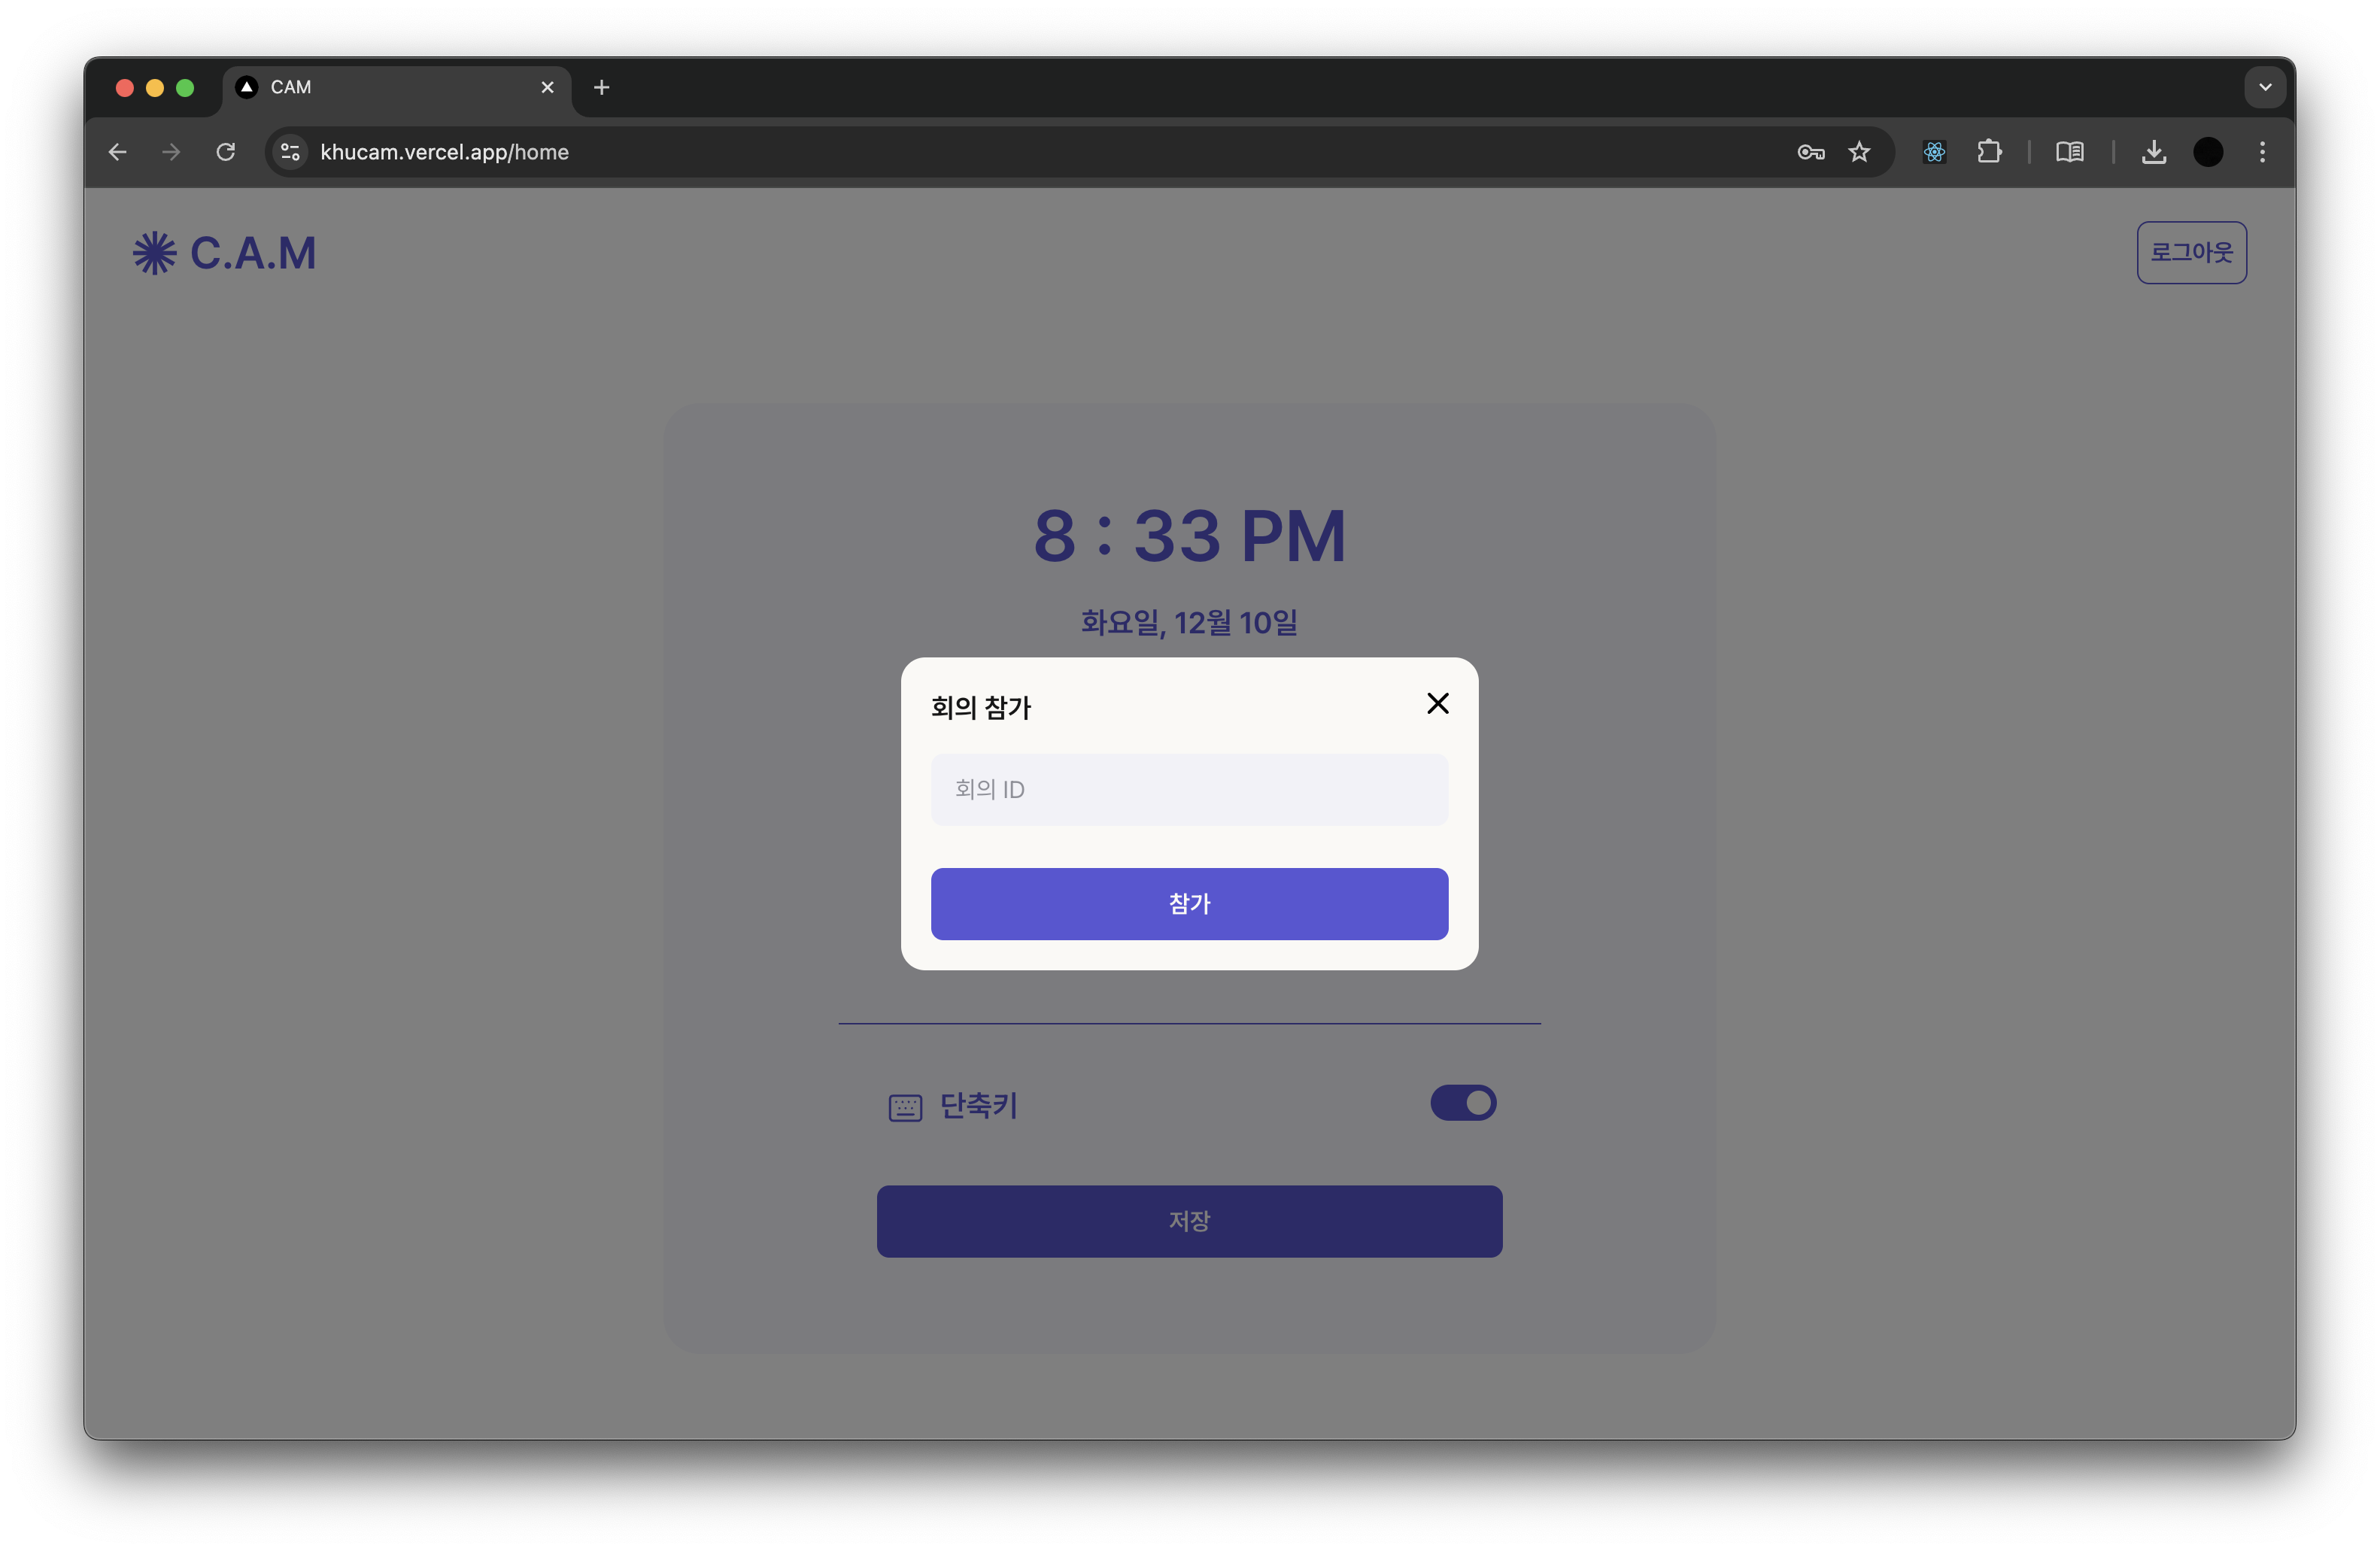 CAM
khucam.vercel.app/home
C.A.M
로그아웃
8 : 33 PM
화요일, 12월 10일
회의 참가
회의 ID
참가
단축키
저장